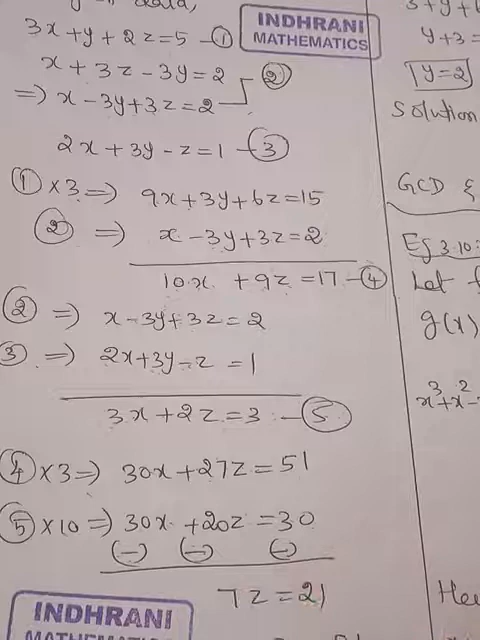 3x+y+2z=5 –①
x+3z-3y=2
⇒ x-3y+3z=2 ②
2x+3y-z=1 –③
①×3⇒ 9x+3y+6z=15
② ⇒ x-3y+3z=2
10x +9z=17 –④
② ⇒ x-3y+3z=2
③ ⇒ 2x+3y-z=1
3x+2z=3 –⑤
④×3⇒ 30x+27z=51
⑤×10⇒ 30x+20z=30
(-) (-) (-)
7z=21
INDHRANI
MATHEMATICS
INDHRANI
3+y+
y+3=
y=2
Solution
GCD &
Eg 3.10:
Let f
g(x)
x³+x²-